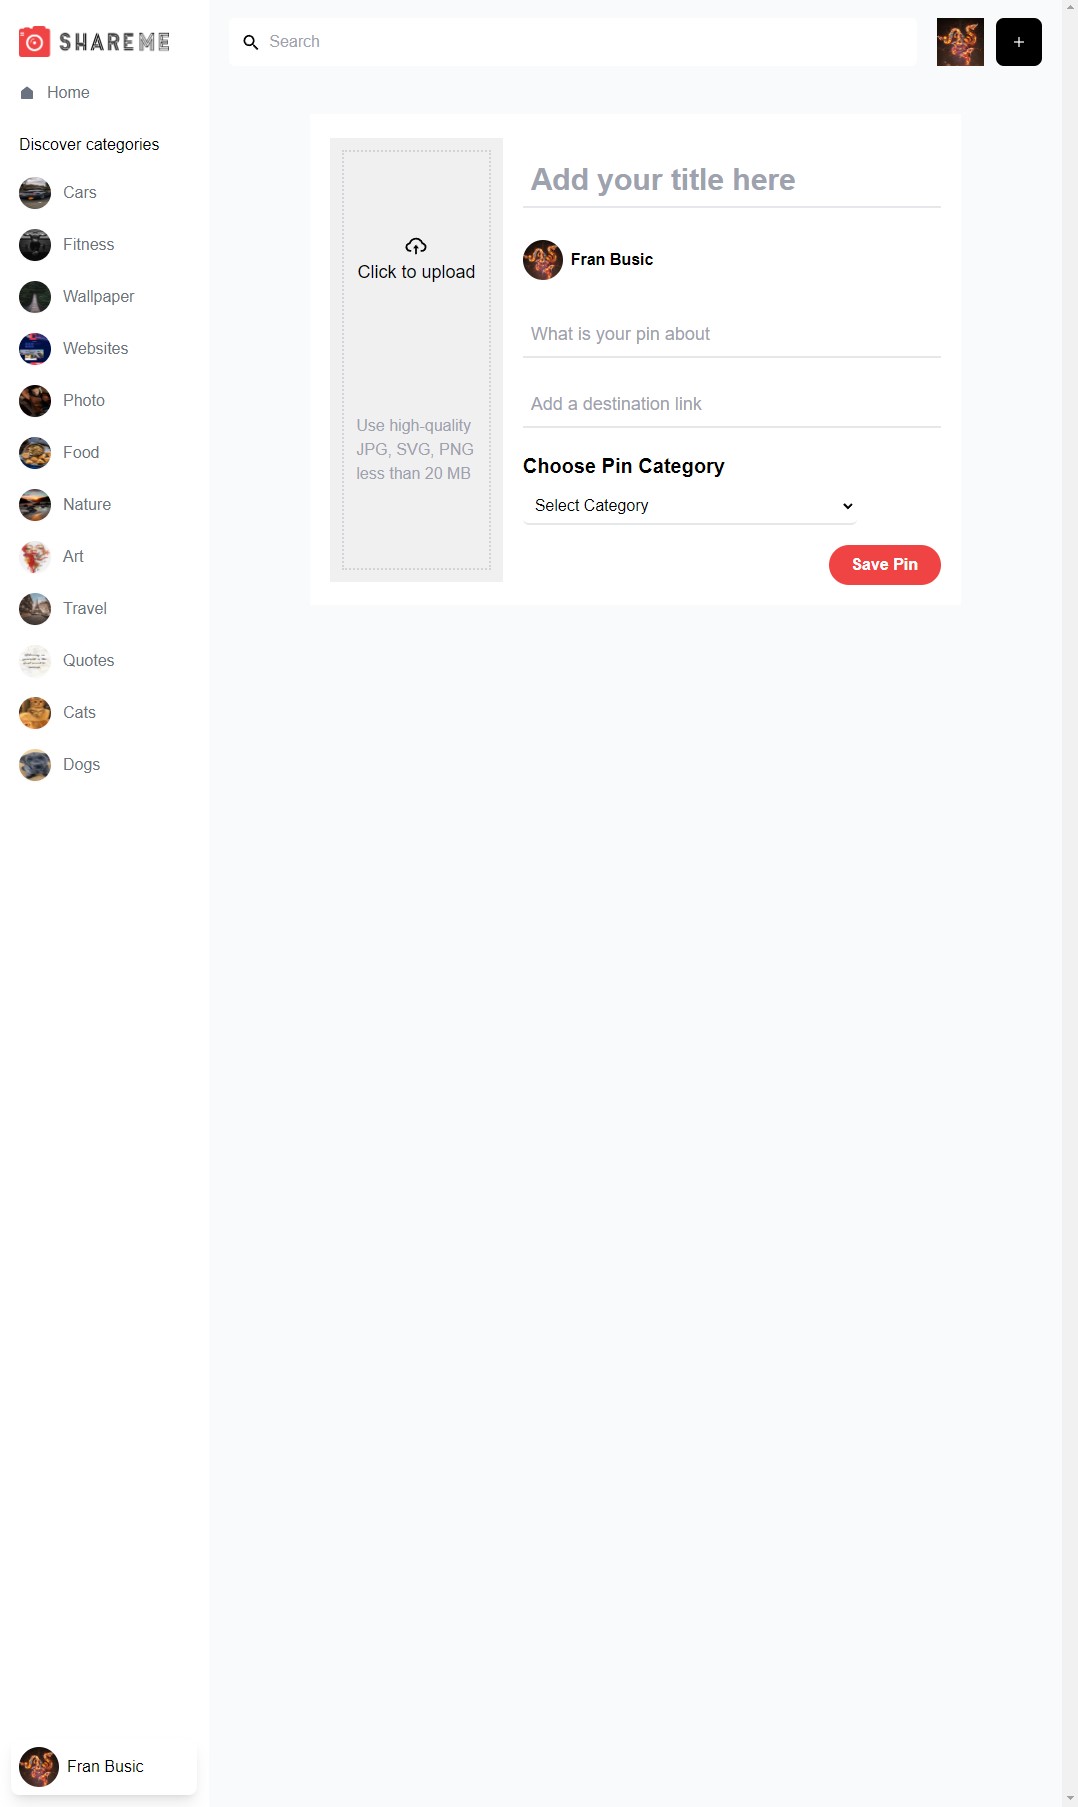 SHAREME
Search
+
Home
Discover categories
Cars
Fitness
Wallpaper
Websites
Photo
Food
Nature
Art
Travel
Quotes
Cats
Dogs
Click to upload
Use high-quality
JPG, SVG, PNG
less than 20 MB
Add your title here
Fran Busic
What is your pin about
Add a destination link
Choose Pin Category
Select Category
Save Pin
Fran Busic